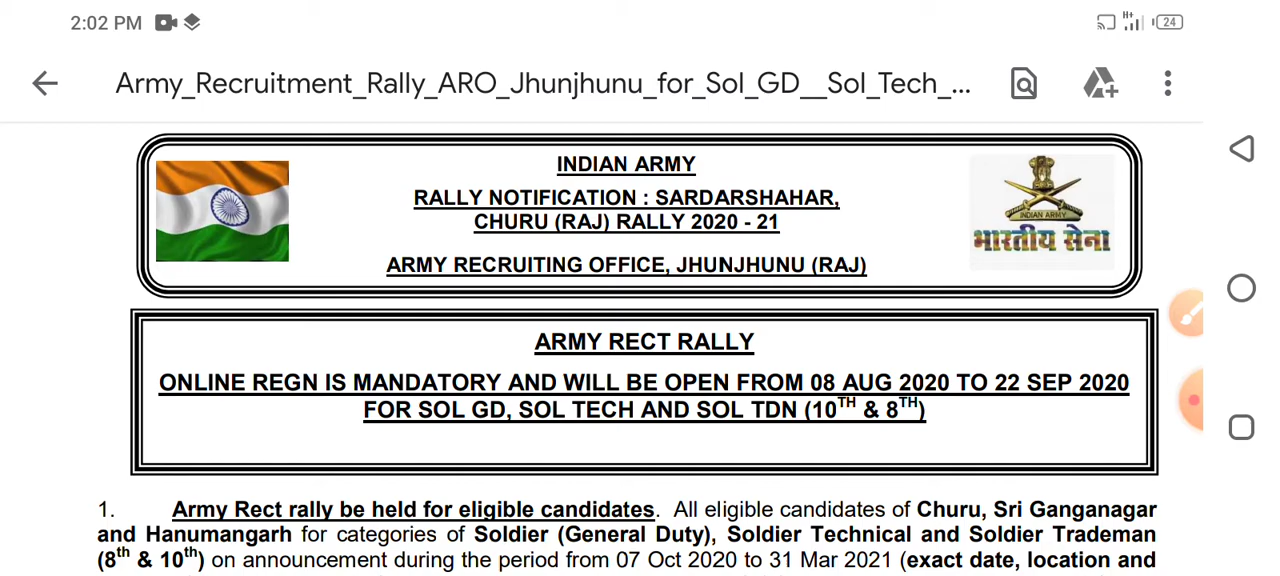 2:02 PM
H+
24
Army_Recruitment_Rally_ARO_Jhunjhunu_for_Sol_GD__Sol_Tech_...
INDIAN ARMY
RALLY NOTIFICATION : SARDARSHAHAR,
CHURU (RAJ) RALLY 2020 - 21
ARMY RECRUITING OFFICE, JHUNJHUNU (RAJ)
INDIAN ARMY
भारतीय सेना
ARMY RECT RALLY
ONLINE REGN IS MANDATORY AND WILL BE OPEN FROM 08 AUG 2020 TO 22 SEP 2020
FOR SOL GD, SOL TECH AND SOL TDN (10TH & 8TH)
1. Army Rect rally be held for eligible candidates. All eligible candidates of Churu, Sri Ganganagar
and Hanumangarh for categories of Soldier (General Duty), Soldier Technical and Soldier Trademan
(8th & 10th) on announcement during the period from 07 Oct 2020 to 31 Mar 2021 (exact date, location and